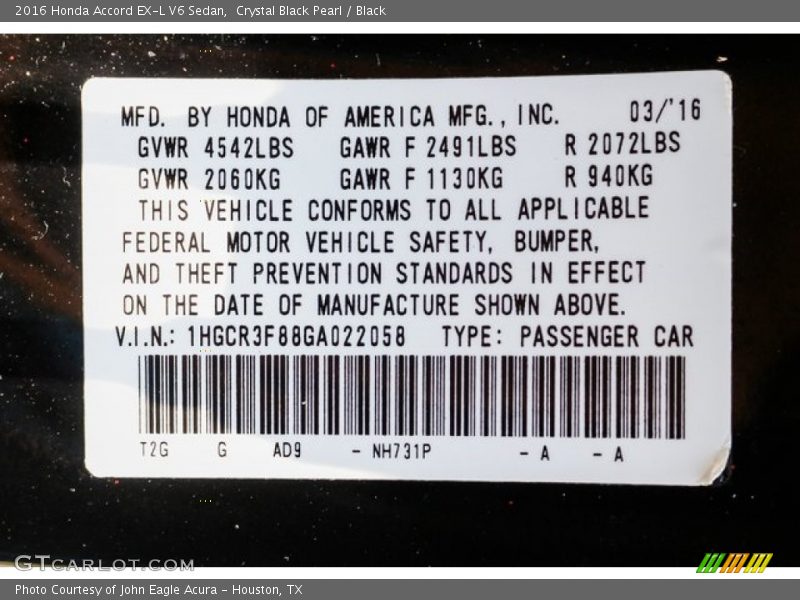 2016 Honda Accord EX-L V6 Sedan,  Crystal Black Pearl / Black
MFD. BY HONDA OF AMERICA MFG., INC. 03/'16
GVWR 4542LBS GAWR F 2491LBS R 2072LBS
GVWR 2060KG GAWR F 1130KG R 940KG
THIS VEHICLE CONFORMS TO ALL APPLICABLE
FEDERAL MOTOR VEHICLE SAFETY, BUMPER,
AND THEFT PREVENTION STANDARDS IN EFFECT
ON THE DATE OF MANUFACTURE SHOWN ABOVE.
V.I.N.: 1HGCR3F88GA022058 TYPE: PASSENGER CAR
T2G G AD9 - NH731P - A - A
GTCARLOT.COM
Photo Courtesy of John Eagle Acura - Houston, TX